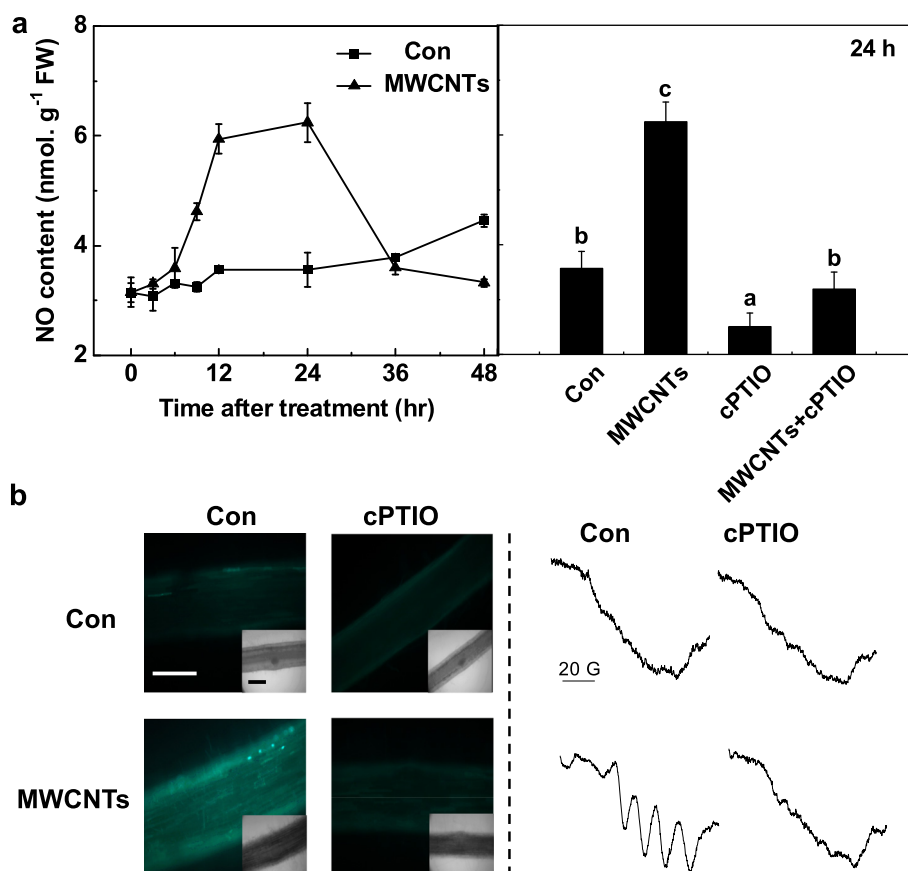 a
NO content (nmol. g⁻¹ FW)
8
6
4
2
Con
MWCNTs
0
12
24
36
48
Time after treatment (hr)
24 h
b
c
a
b
Con
MWCNTs
cPTIO
MWCNTs+cPTIO
b
Con
cPTIO
Con
MWCNTs
Con
cPTIO
20 G